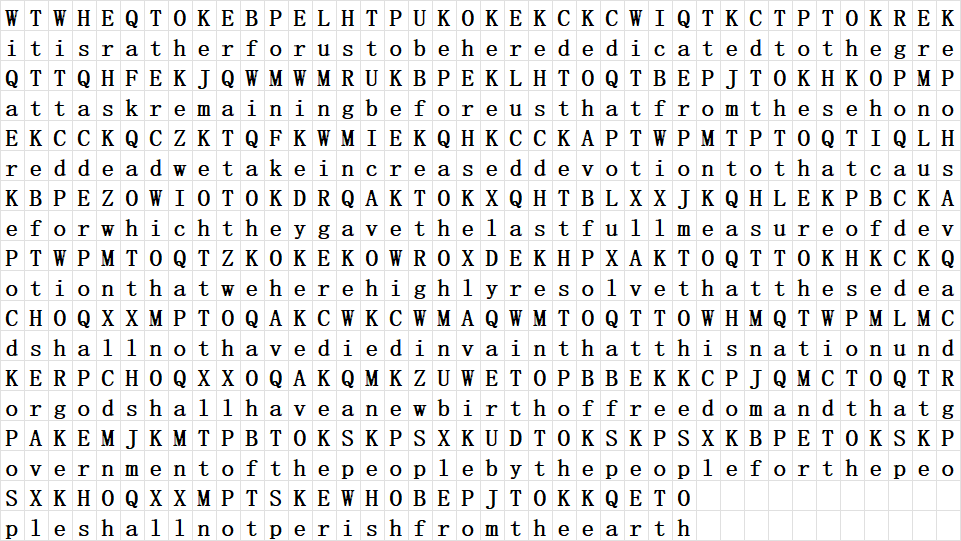 W T W H E Q T O K E B P E L H T P U K O K E K C K C W I Q T K C T P T O K R E K
i t i s r a t h e r f o r u s t o b e h e r e d e d i c a t e d t o t h e g r e
Q T T Q H F E K J Q W M W M R U K B P E K L H T O Q T B E P J T O K H K O P M P
a t t a s k r e m a i n i n g b e f o r e u s t h a t f r o m t h e s e h o n o
E K C C K Q C Z K T Q F K W M I E K Q H K C C K A P T W P M T P T O Q T I Q L H
r e d d e a d w e t a k e i n c r e a s e d d e v o t i o n t o t h a t c a u s
K B P E Z O W I O T O K D R Q A K T O K X Q H T B L X X J K Q H L E K P B C K A
e f o r w h i c h t h e y g a v e t h e l a s t f u l l m e a s u r e o f d e v
P T W P M T O Q T Z K O K E K O W R O X D E K H P X A K T O Q T T O K H K C K Q
o t i o n t h a t w e h e r e h i g h l y r e s o l v e t h a t t h e s e d e a
C H O Q X X M P T O Q A K C W K C W M A Q W M T O Q T T O W H M Q T W P M L M C
d s h a l l n o t h a v e d i e d i n v a i n t h a t t h i s n a t i o n u n d
K E R P C H O Q X X O Q A K Q M K Z U W E T O P B B E K K C P J Q M C T O Q T R
o r g o d s h a l l h a v e a n e w b i r t h o f f r e e d o m a n d t h a t g
P A K E M J K M T P B T O K S K P S X K U D T O K S K P S X K B P E T O K S K P
o v e r n m e n t o f t h e p e o p l e b y t h e p e o p l e f o r t h e p e o
S X K H O Q X X M P T S K E W H O B E P J T O K K Q E T O
p l e s h a l l n o t p e r i s h f r o m t h e e a r t h